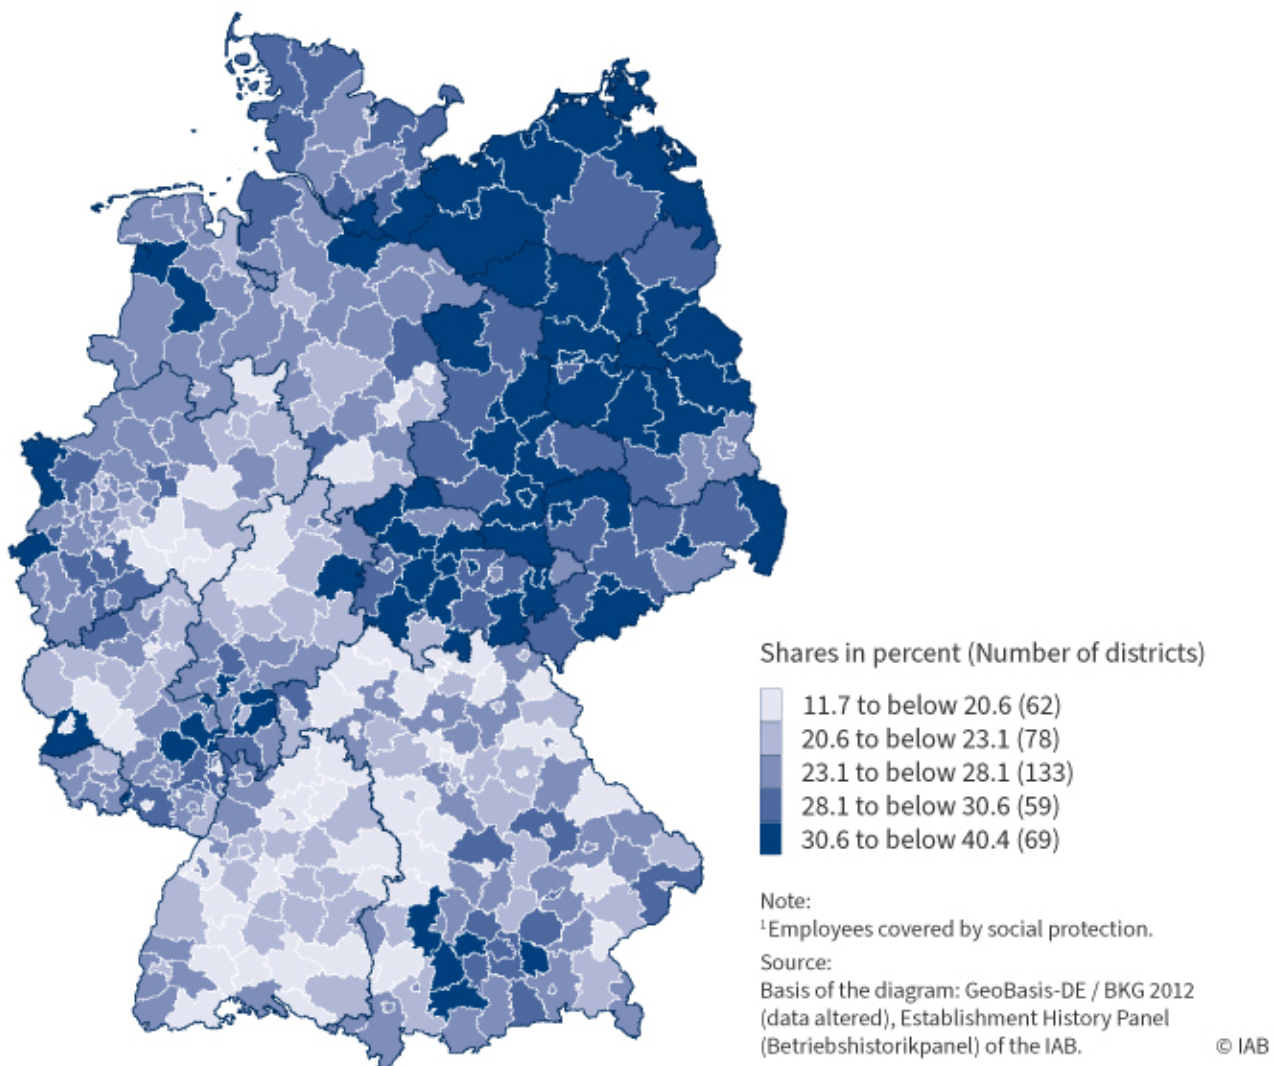 Shares in percent (Number of districts)
11.7 to below 20.6 (62)
20.6 to below 23.1 (78)
23.1 to below 28.1 (133)
28.1 to below 30.6 (59)
30.6 to below 40.4 (69)
Note:
¹Employees covered by social protection.
Source:
Basis of the diagram: GeoBasis-DE / BKG 2012
(data altered), Establishment History Panel
(Betriebshistorikpanel) of the IAB.
© IAB